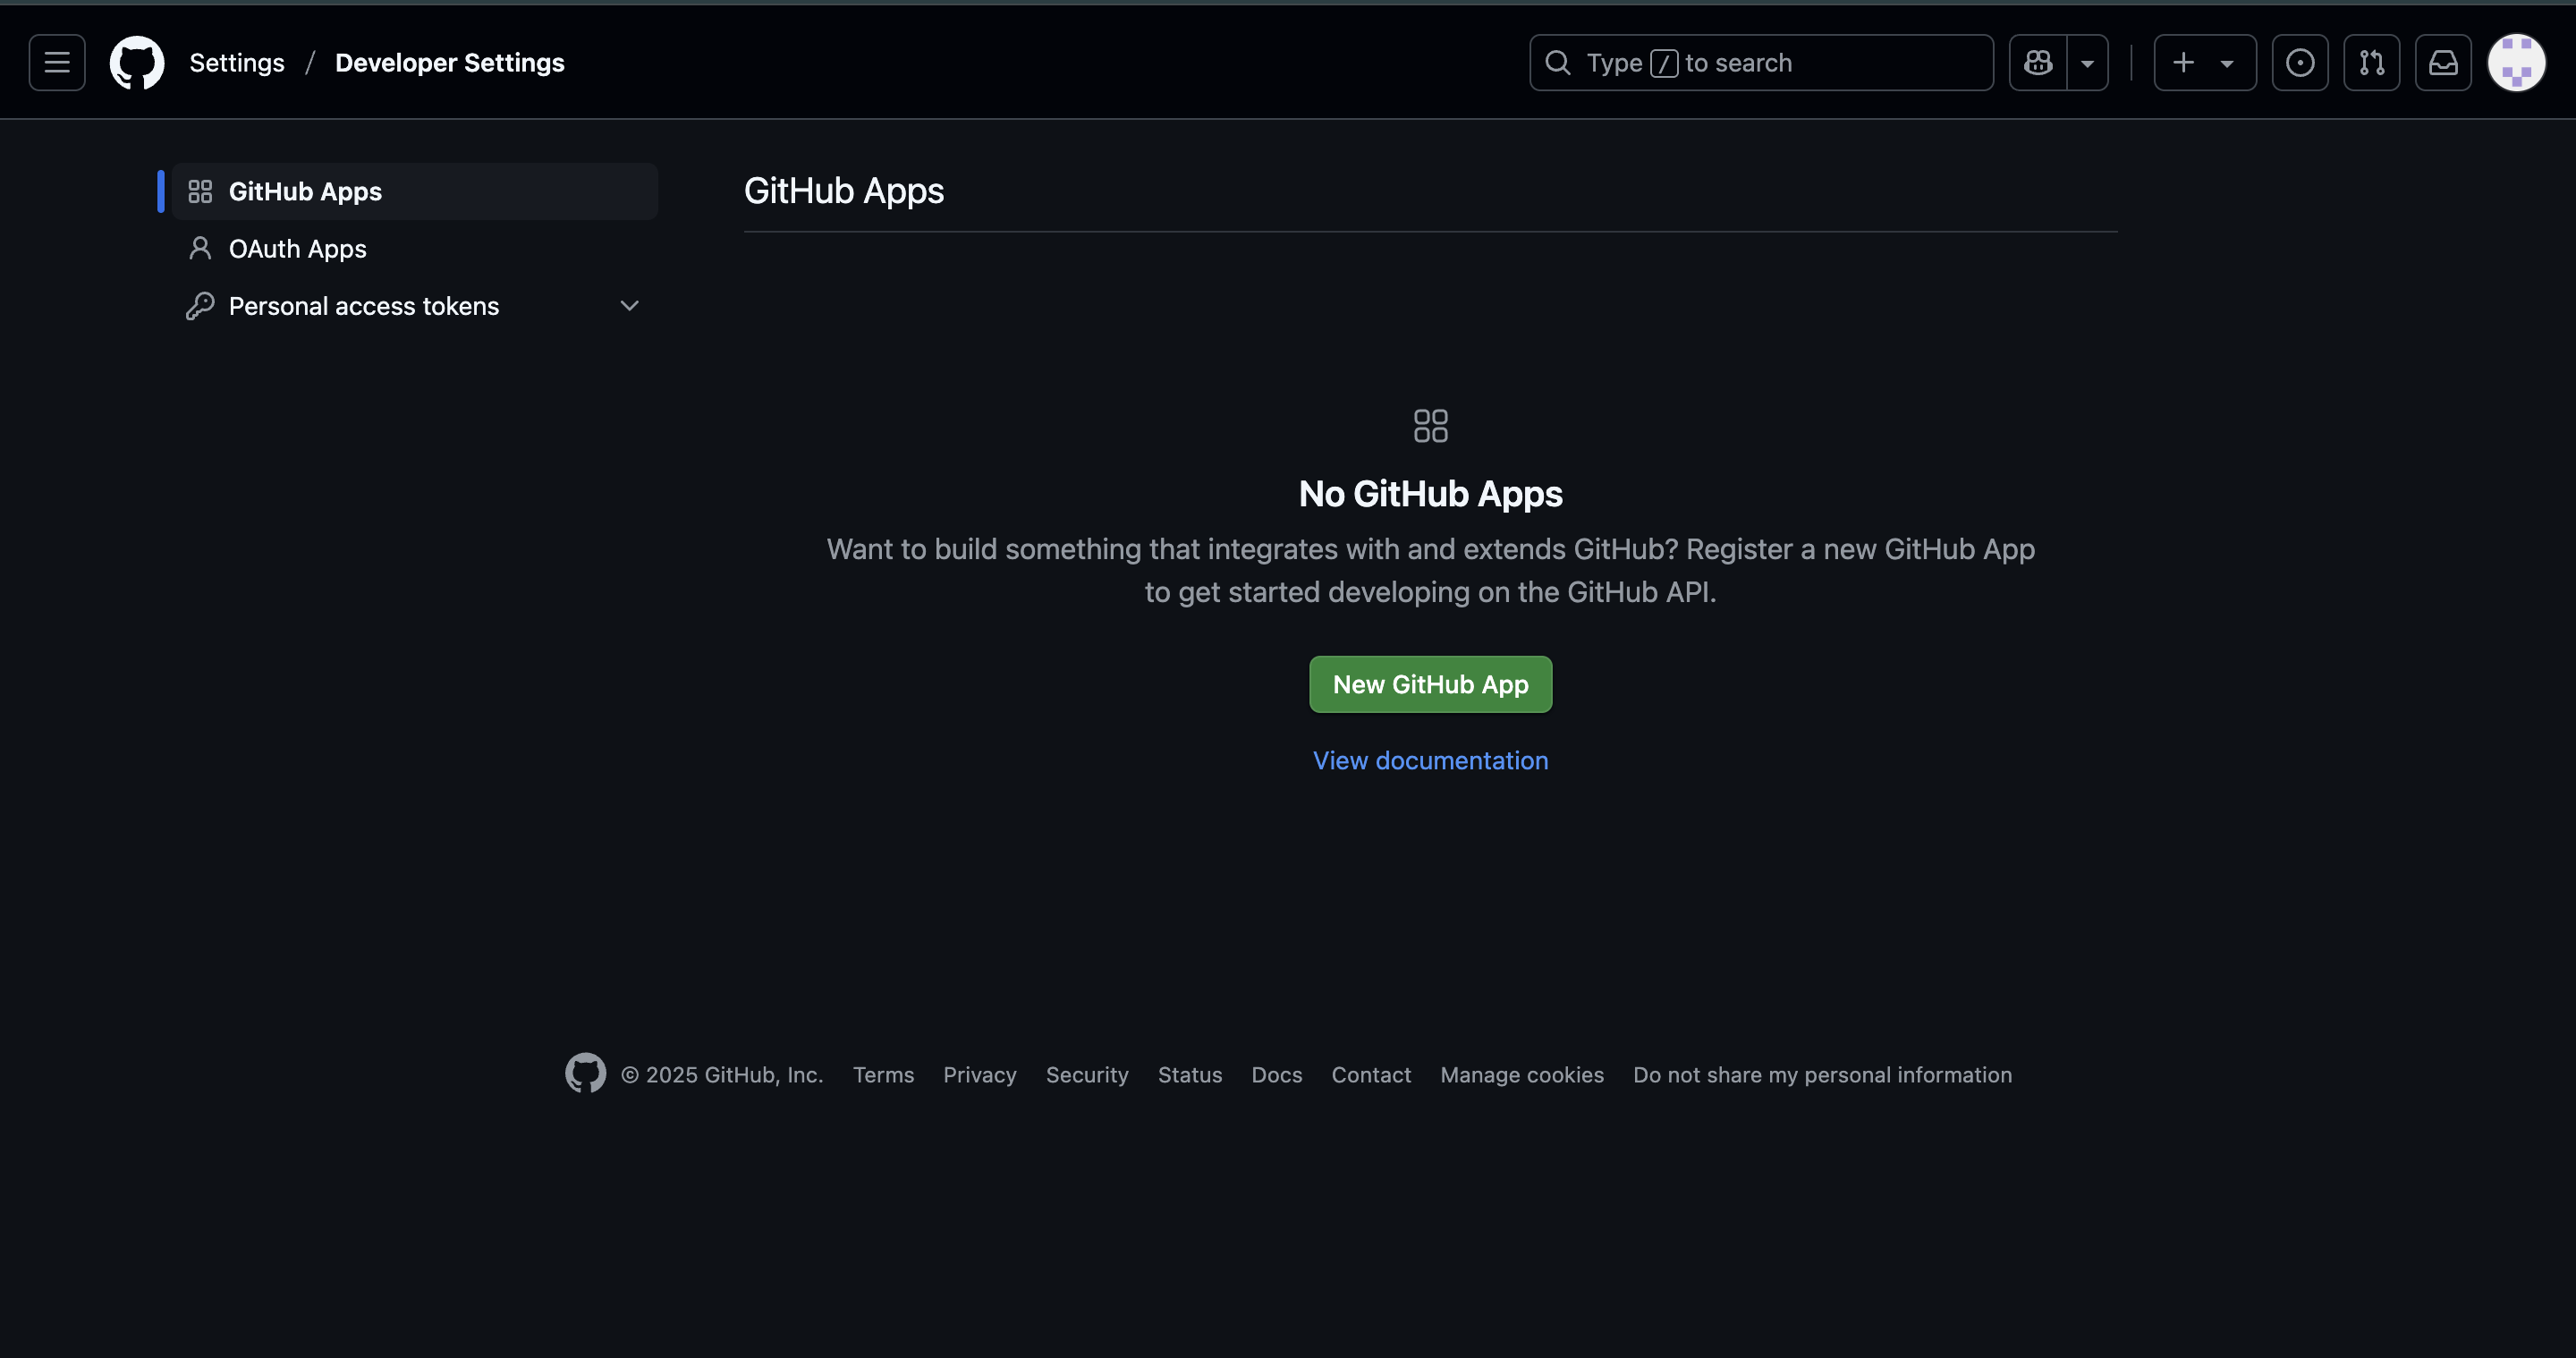 Settings / Developer Settings
Type / to search
GitHub Apps
OAuth Apps
Personal access tokens
GitHub Apps
No GitHub Apps
Want to build something that integrates with and extends GitHub? Register a new GitHub App
to get started developing on the GitHub API.
New GitHub App
View documentation
© 2025 GitHub, Inc. Terms Privacy Security Status Docs Contact Manage cookies Do not share my personal information